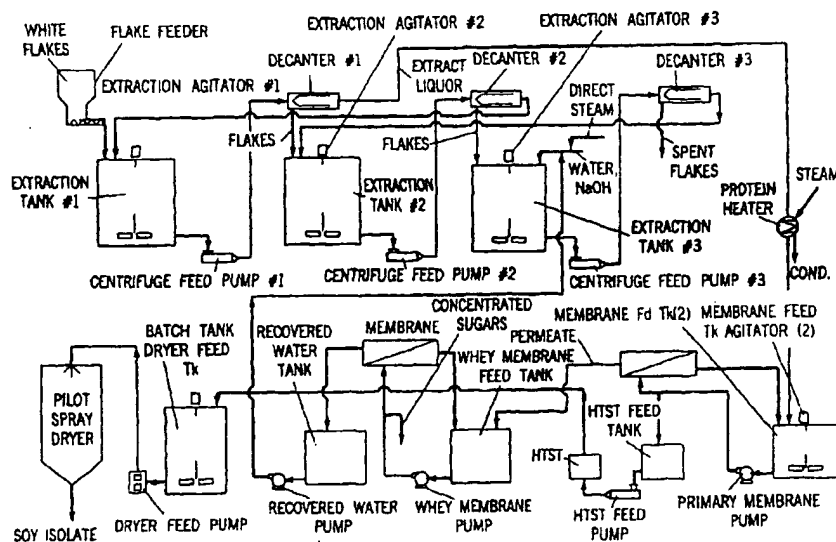 WHITE
FLAKES
FLAKE FEEDER
EXTRACTION AGITATOR #1
DECANTER #1
EXTRACTION AGITATOR #2
EXTRACT
LIQUOR
EXTRACTION AGITATOR #3
DECANTER #2
DIRECT
STEAM
DECANTER #3
FLAKES
FLAKES
WATER,
NaOH
SPENT
FLAKES
STEAM
PROTEIN
HEATER
COND.
EXTRACTION
TANK #1
EXTRACTION
TANK #2
EXTRACTION
TANK #3
CENTRIFUGE FEED PUMP #1
CENTRIFUGE FEED PUMP #2
CENTRIFUGE FEED PUMP #3
BATCH TANK
DRYER FEED
Tk
RECOVERED
WATER
TANK
MEMBRANE
CONCENTRATED
SUGARS
PERMEATE
WHEY MEMBRANE
FEED TANK
MEMBRANE Fd Tk(2)
MEMBRANE FEED
Tk AGITATOR (2)
PILOT
SPRAY
DRYER
HTST FEED
TANK
HTST
SOY ISOLATE
DRYER FEED PUMP
RECOVERED WATER
PUMP
WHEY MEMBRANE PUMP
HTST FEED
PUMP
PRIMARY MEMBRANE
PUMP